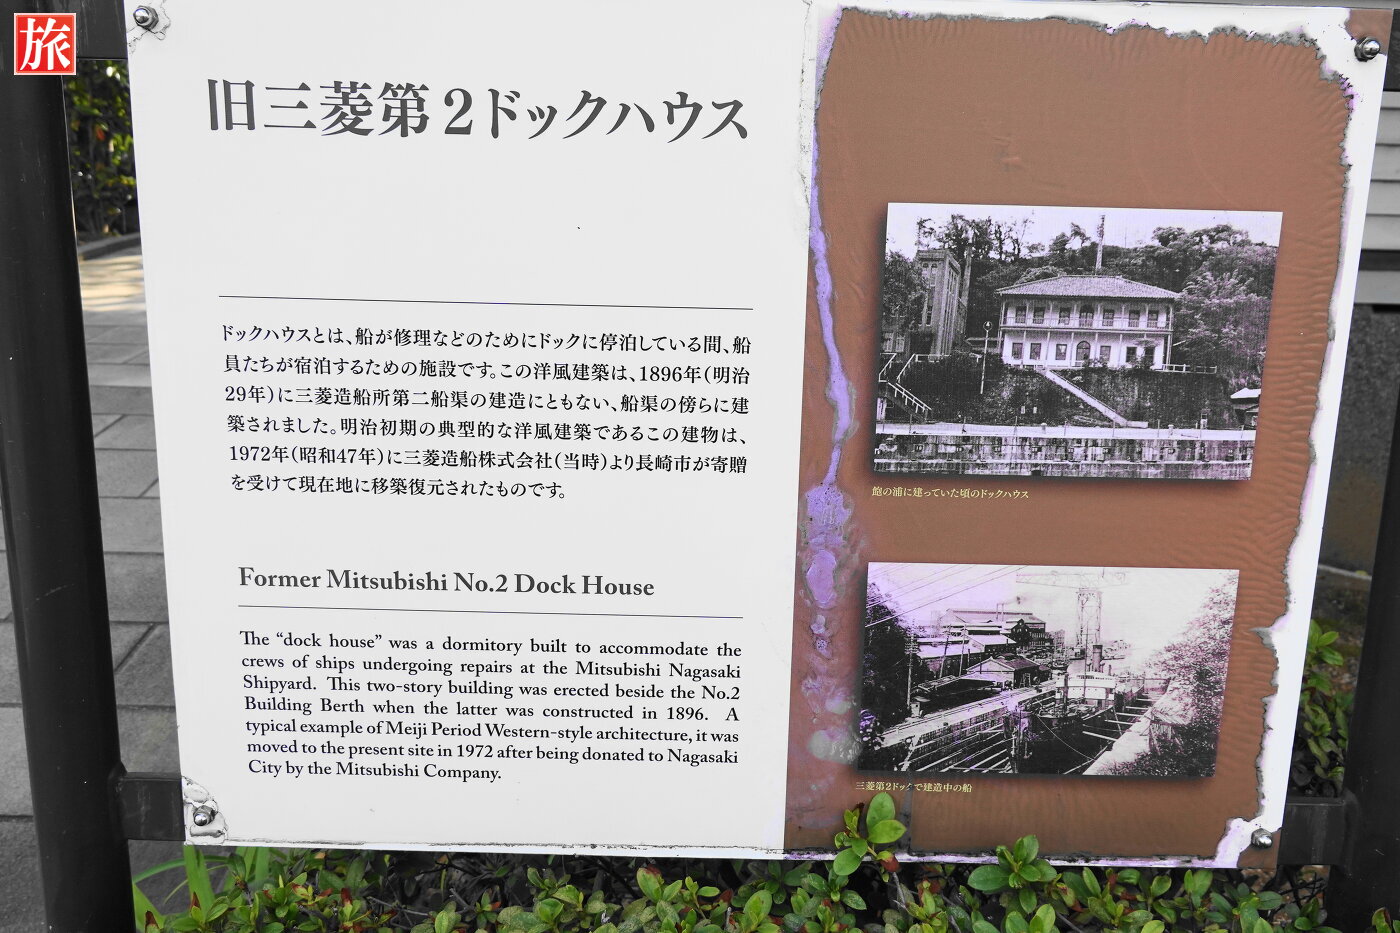 旅
旧三菱第2ドックハウス
ドックハウスとは、船が修理などのためにドックに停泊している間、船
員たちが宿泊するための施設です。この洋風建築は、1896年(明治
29年)に三菱造船所第二船渠の建造にともない、船渠の傍らに建
築されました。明治初期の典型的な洋風建築であるこの建物は、
1972年(昭和47年)に三菱造船株式会社(当時)より長崎市が寄贈
を受けて現在地に移築復元されたものです。
Former Mitsubishi No.2 Dock House
The “dock house” was a dormitory built to accommodate the
crews of ships undergoing repairs at the Mitsubishi Nagasaki
Shipyard. This two-story building was erected beside the No.2
Building Berth when the latter was constructed in 1896. A
typical example of Meiji Period Western-style architecture, it was
moved to the present site in 1972 after being donated to Nagasaki
City by the Mitsubishi Company.
飽の浦に建っていた頃のドックハウス
三菱第2ドックで建造中の船